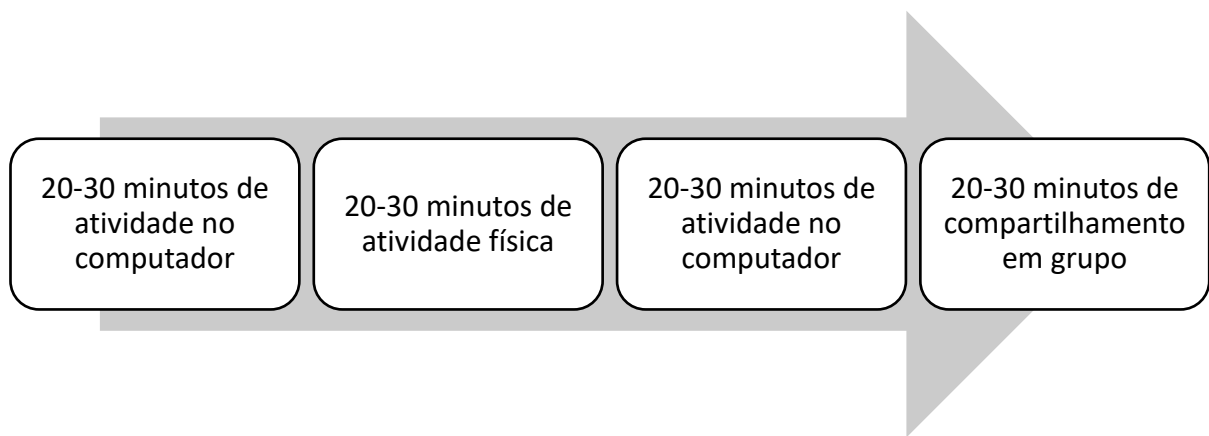 20-30 minutos de
atividade no
computador
20-30 minutos de
atividade física
20-30 minutos de
atividade no
computador
20-30 minutos de
compartilhamento
em grupo